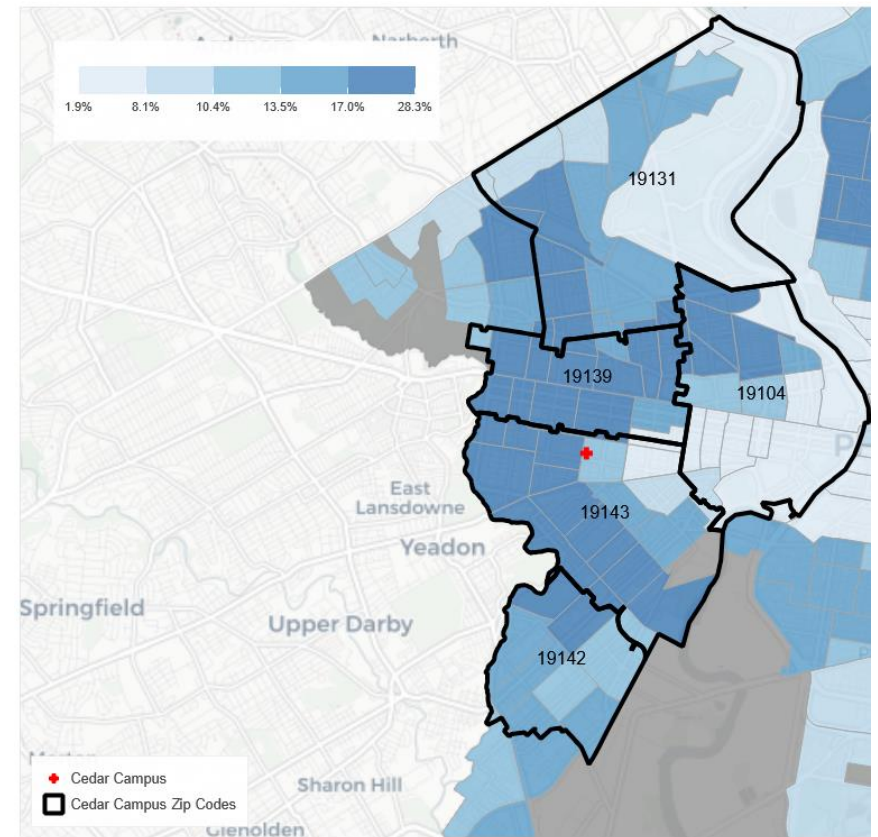 Narberth
1.9% 8.1% 10.4% 13.5% 17.0% 28.3%
19131
19139
19104
East
Lansdowne
19143
Yeadon
Springfield
Upper Darby
19142
Cedar Campus
Cedar Campus Zip Codes
Sharon Hill
Glenolden